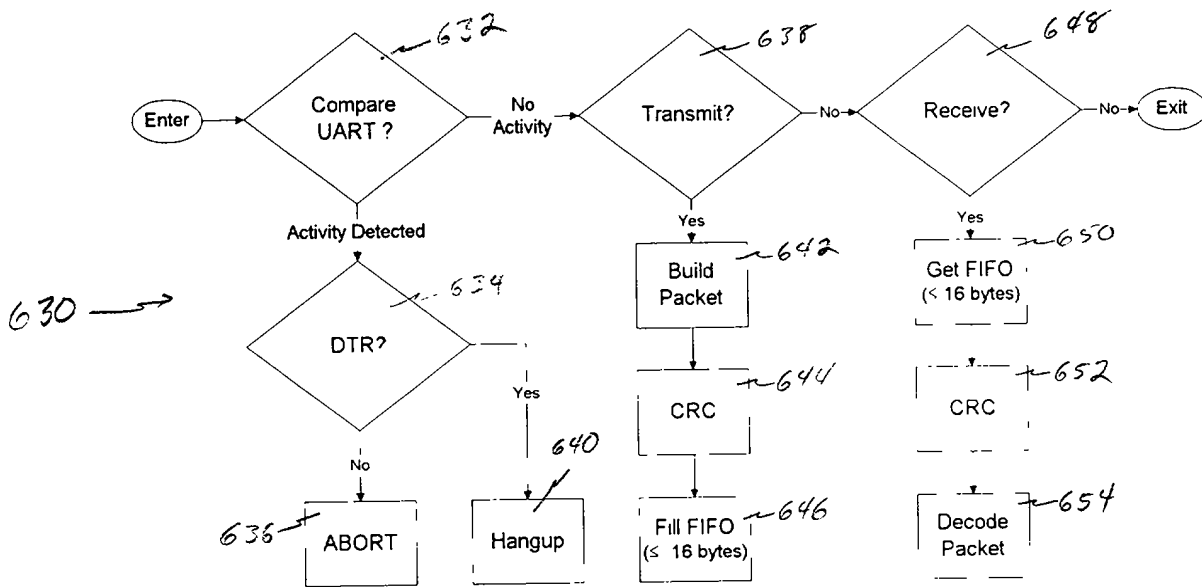 632
638
648
Enter
Compare
UART ?
No
Activity
Transmit?
No
Receive?
No
Exit
Activity Detected
Yes
Yes
630
634
DTR?
Yes
No
642
Build
Packet
650
Get FIFO
(≤ 16 bytes)
644
CRC
652
CRC
640
636
ABORT
Hangup
646
Fill FIFO
(≤ 16 bytes)
654
Decode
Packet